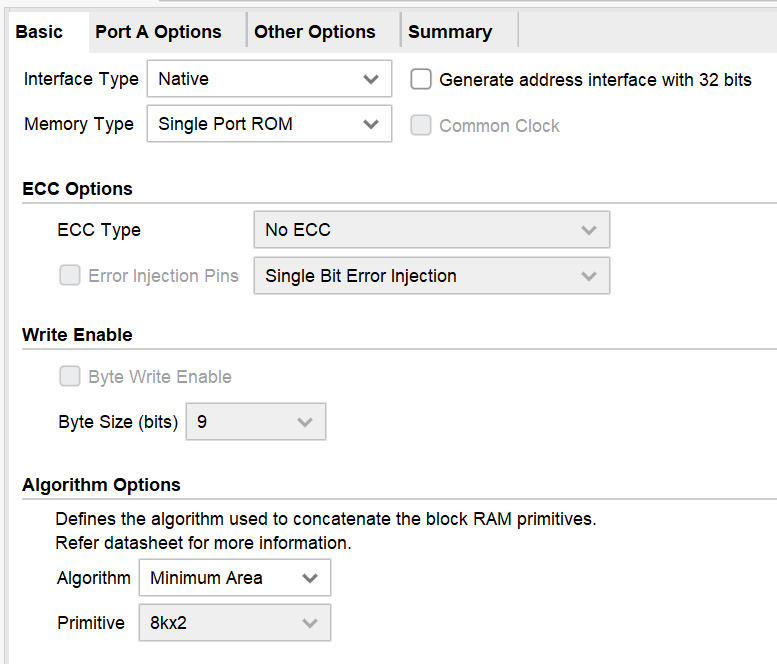 Basic Port A Options Other Options Summary
Interface Type Native Generate address interface with 32 bits
Memory Type Single Port ROM Common Clock
ECC Options
ECC Type No ECC
Error Injection Pins Single Bit Error Injection
Write Enable
Byte Write Enable
Byte Size (bits) 9
Algorithm Options
Defines the algorithm used to concatenate the block RAM primitives.
Refer datasheet for more information.
Algorithm Minimum Area
Primitive 8kx2